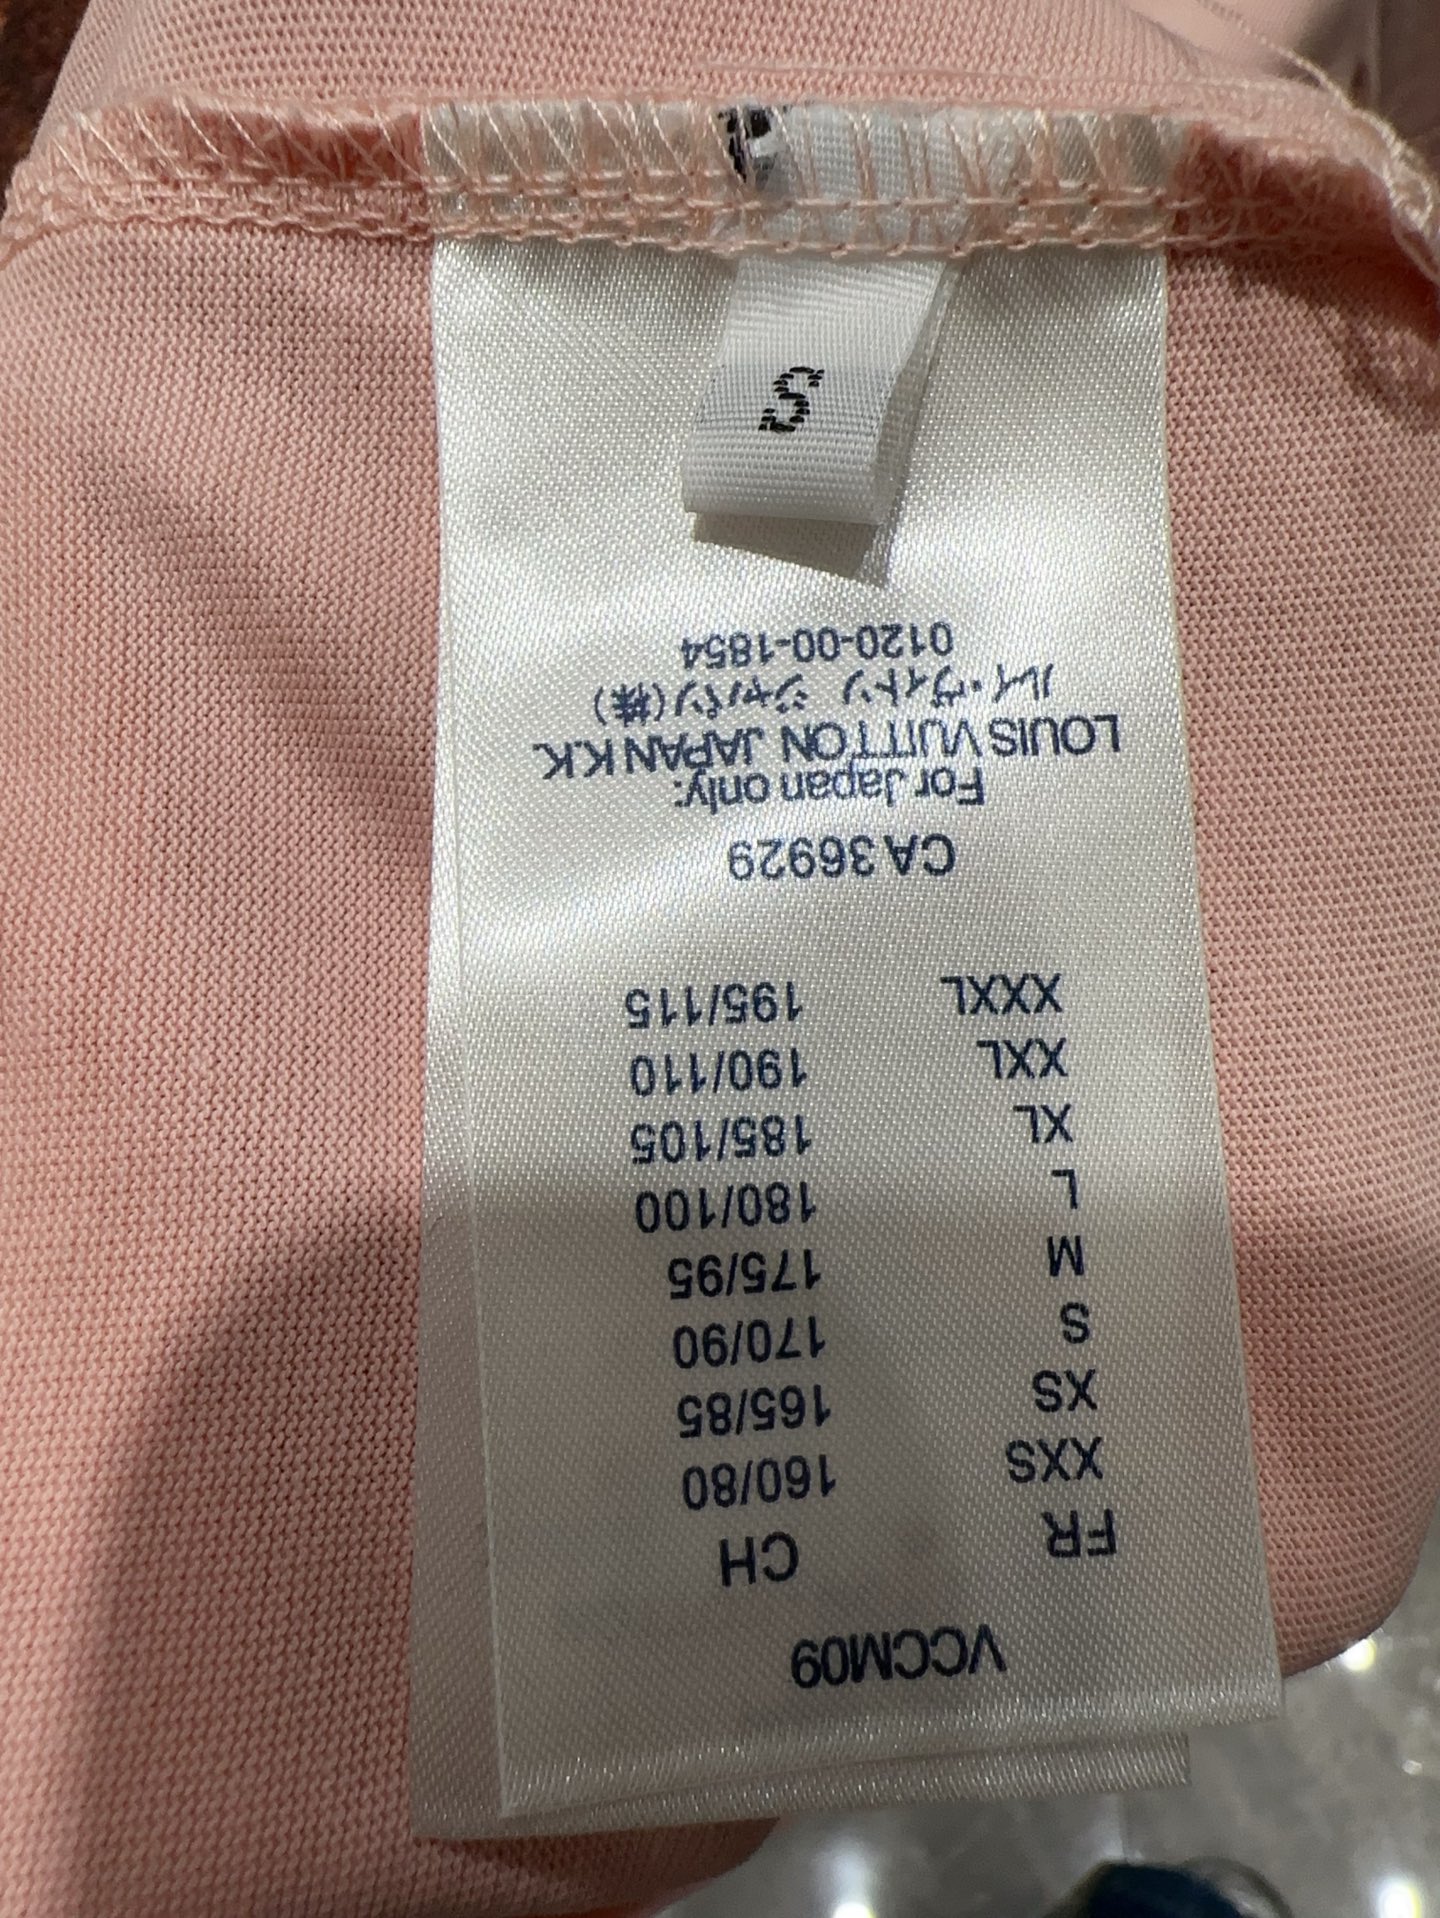 VCCM09
FR CH
XXS 160/80
XS 165/85
S 170/90
M 175/95
L 180/100
XL 185/105
XXL 190/110
XXXL 195/115
CA 36929
For Japan only:
LOUIS VUITTON JAPAN K.K.
ルイ・ヴィトン ジャパン(株)
0120-00-1854
S